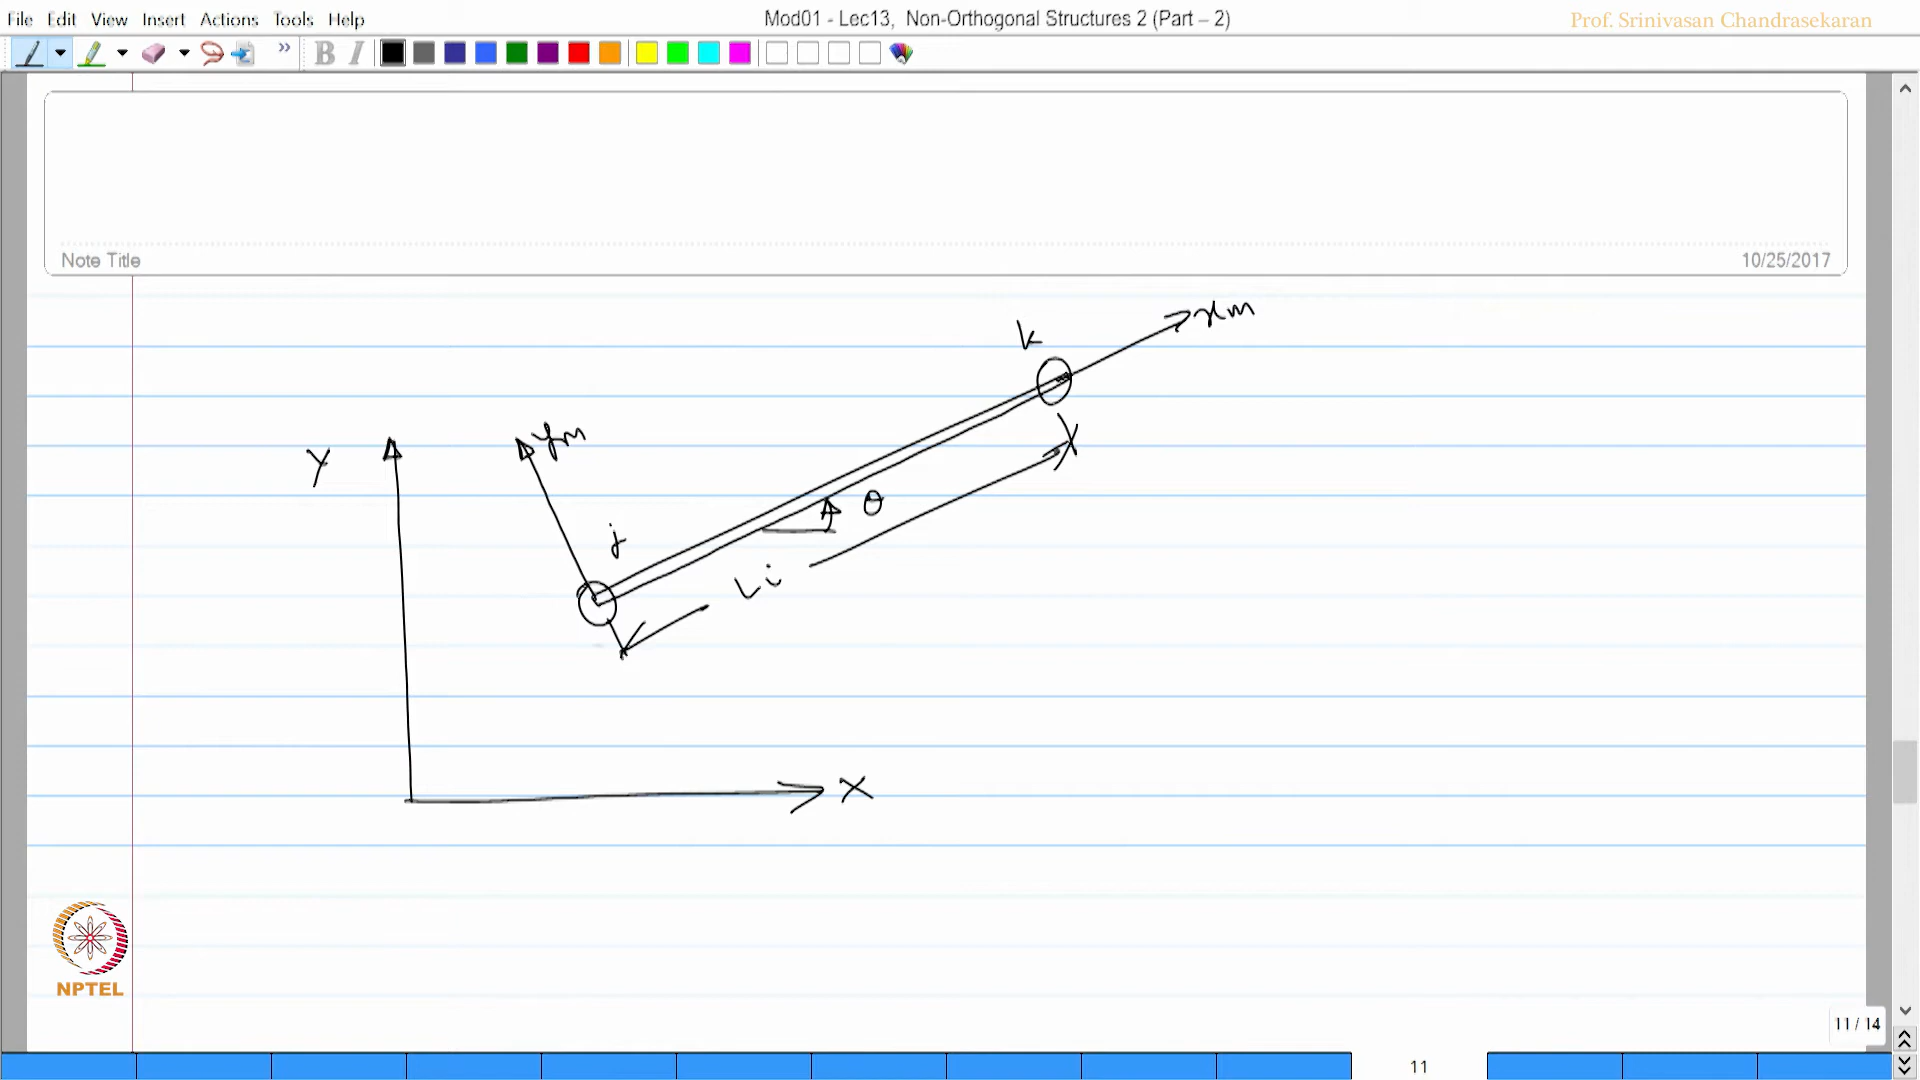 File Edit View Insert Actions Tools Help
Mod01 - Lec13, Non-Orthogonal Structures 2 (Part – 2)
Prof. Srinivasan Chandrasekaran
B I
Note Title
10/25/2017
xm
k
ym
Y
θ
j
Li
X
NPTEL
11 / 14
11